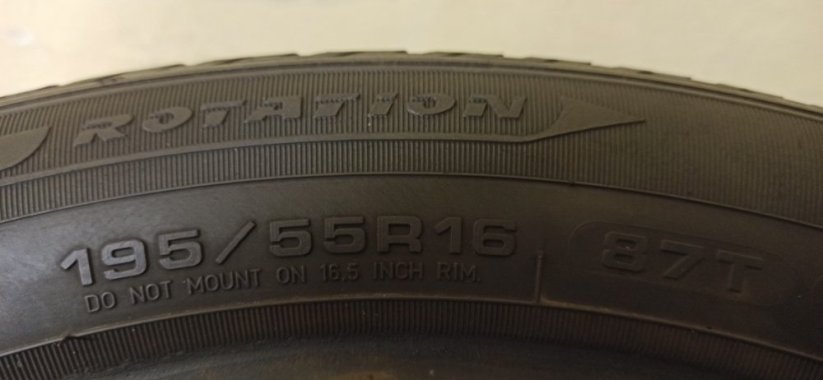 ROTATION
195/55R16 87T
DO NOT MOUNT ON 16.5 INCH RIM.